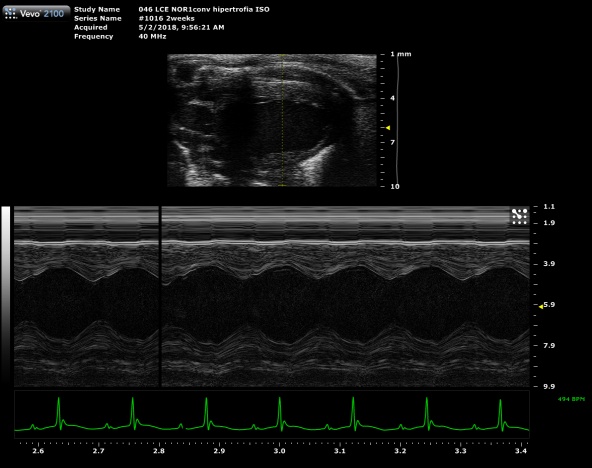 Vevo 2100
Study Name 046 LCE NOR1conv hipertrofia ISO
Series Name #1016 2weeks
Acquired 5/2/2018, 9:56:21 AM
Frequency 40 MHz
1 mm
4
7
10
1.1
1.9
3.9
5.9
7.9
9.9
494 BPM
2.6 2.7 2.8 2.9 3.0 3.1 3.2 3.3 3.4